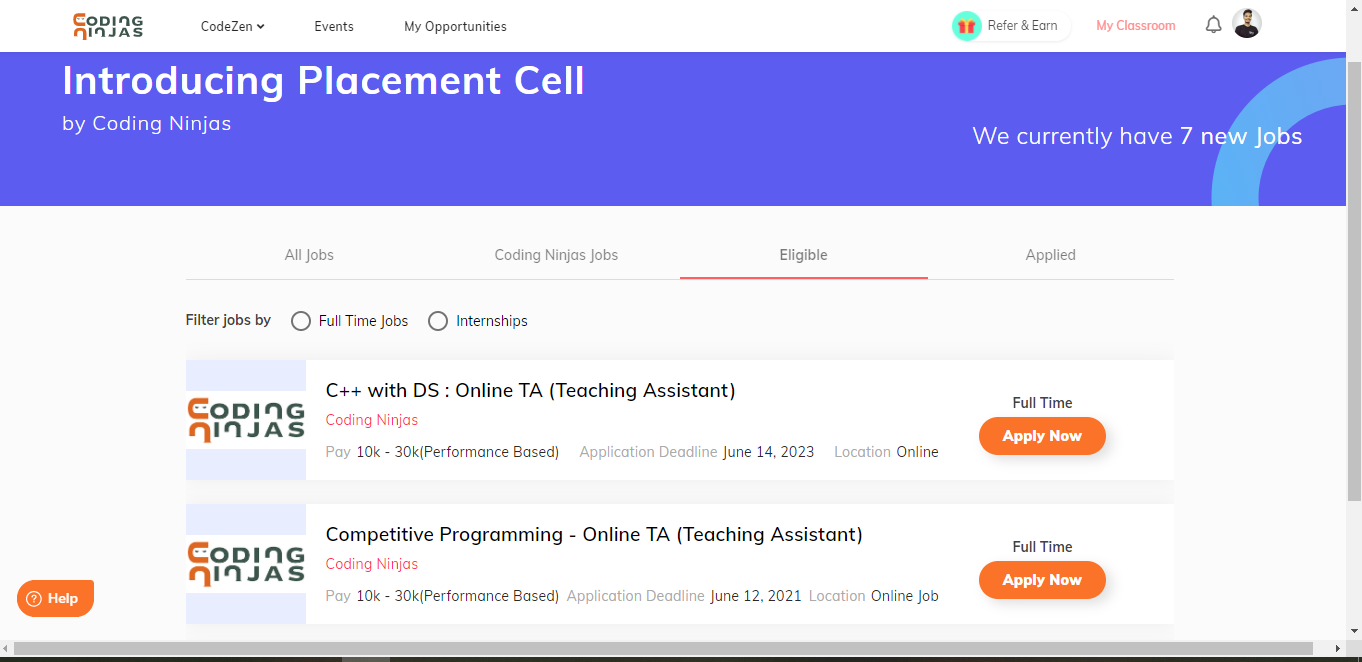 CODING NINJAS
CodeZen
Events
My Opportunities
Refer & Earn
My Classroom
Introducing Placement Cell
by Coding Ninjas
We currently have 7 new Jobs
All Jobs
Coding Ninjas Jobs
Eligible
Applied
Filter jobs by
Full Time Jobs
Internships
CODING NINJAS
C++ with DS : Online TA (Teaching Assistant)
Coding Ninjas
Pay 10k - 30k(Performance Based) Application Deadline June 14, 2023 Location Online
Full Time
Apply Now
CODING NINJAS
Competitive Programming - Online TA (Teaching Assistant)
Coding Ninjas
Pay 10k - 30k(Performance Based) Application Deadline June 12, 2021 Location Online Job
Full Time
Apply Now
? Help